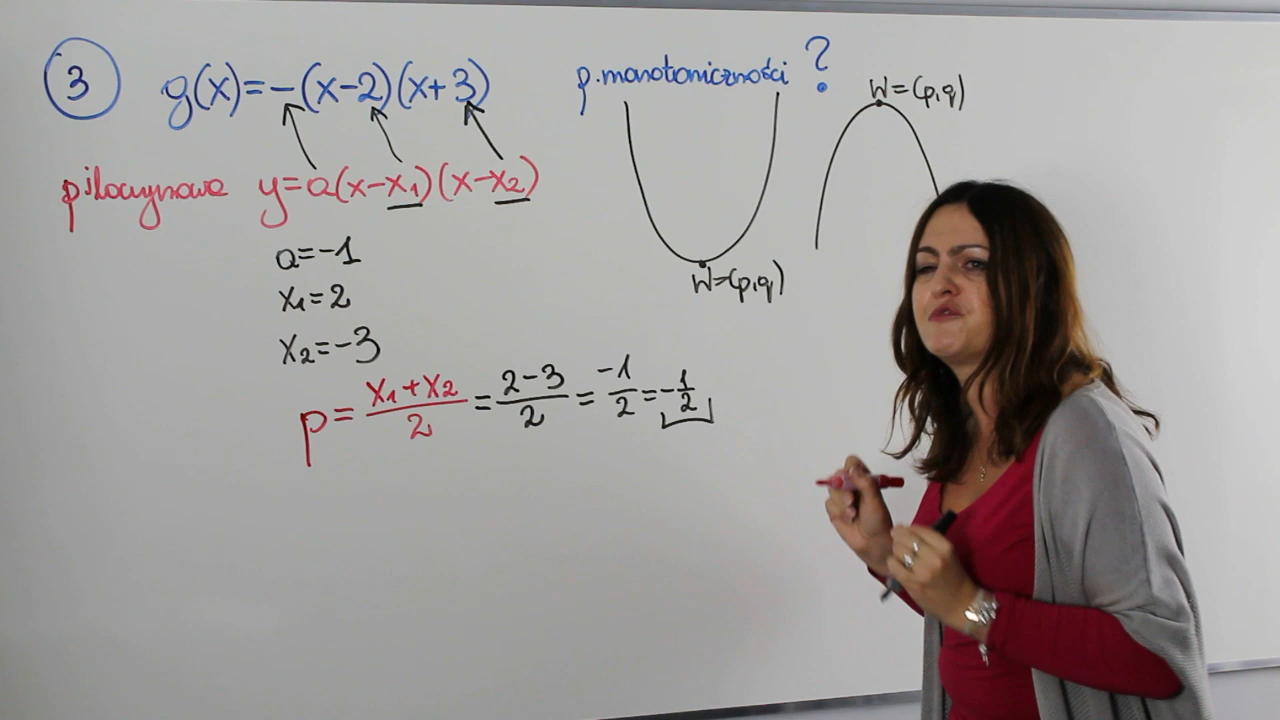 3 g(x)=-(x-2)(x+3) p. monotoniczności ?
W=(p,q)
p. iloczynowa y=a(x-x₁)(x-x₂)
a=-1
W=(p,q)
x₁=2
x₂=-3
p= x₁+x₂/2 = 2-3/2 = -1/2 = -1/2